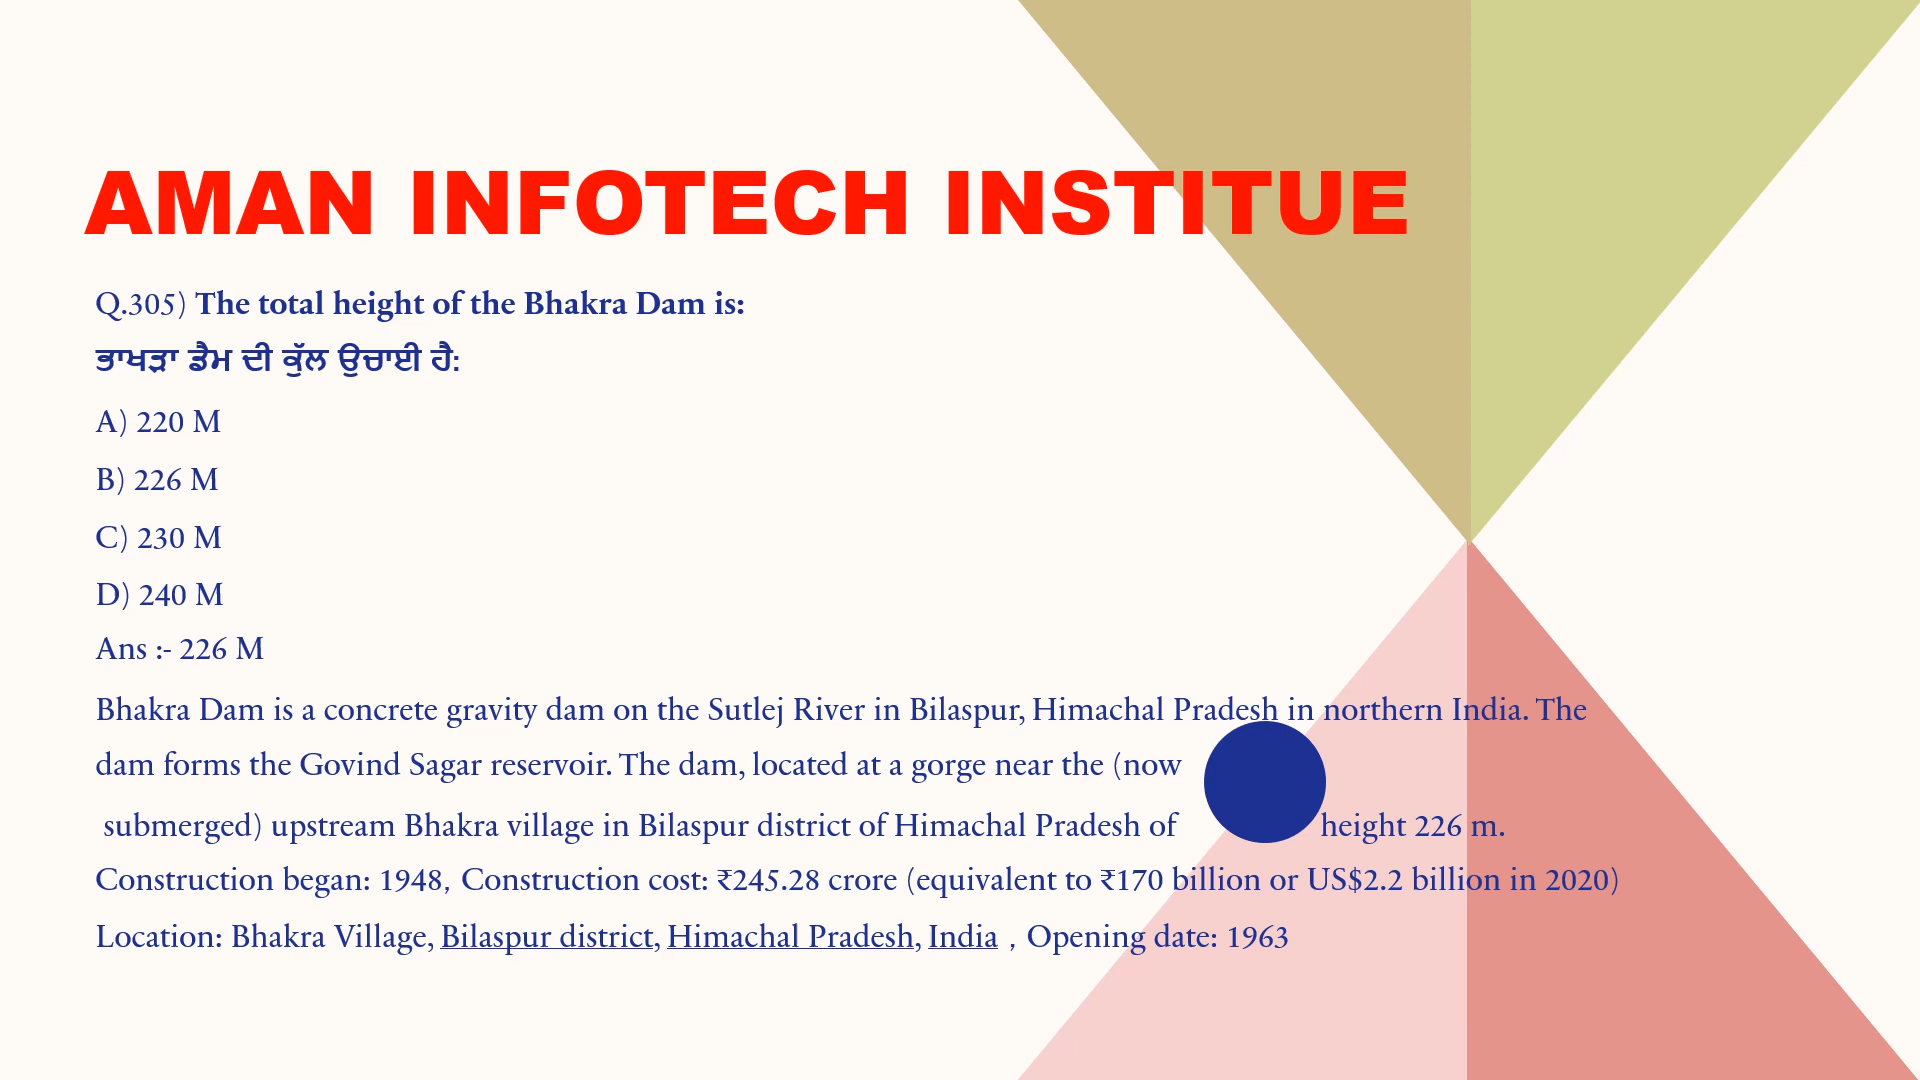 AMAN INFOTECH INSTITUE
Q.305) The total height of the Bhakra Dam is:
ਭਾਖੜਾ ਡੈਮ ਦੀ ਕੁੱਲ ਉਚਾਈ ਹੈ:
A) 220 M
B) 226 M
C) 230 M
D) 240 M
Ans :- 226 M
Bhakra Dam is a concrete gravity dam on the Sutlej River in Bilaspur, Himachal Pradesh in northern India. The
dam forms the Govind Sagar reservoir. The dam, located at a gorge near the (now
submerged) upstream Bhakra village in Bilaspur district of Himachal Pradesh of height 226 m.
Construction began: 1948, Construction cost: ₹245.28 crore (equivalent to ₹170 billion or US$2.2 billion in 2020)
Location: Bhakra Village, Bilaspur district, Himachal Pradesh, India , Opening date: 1963